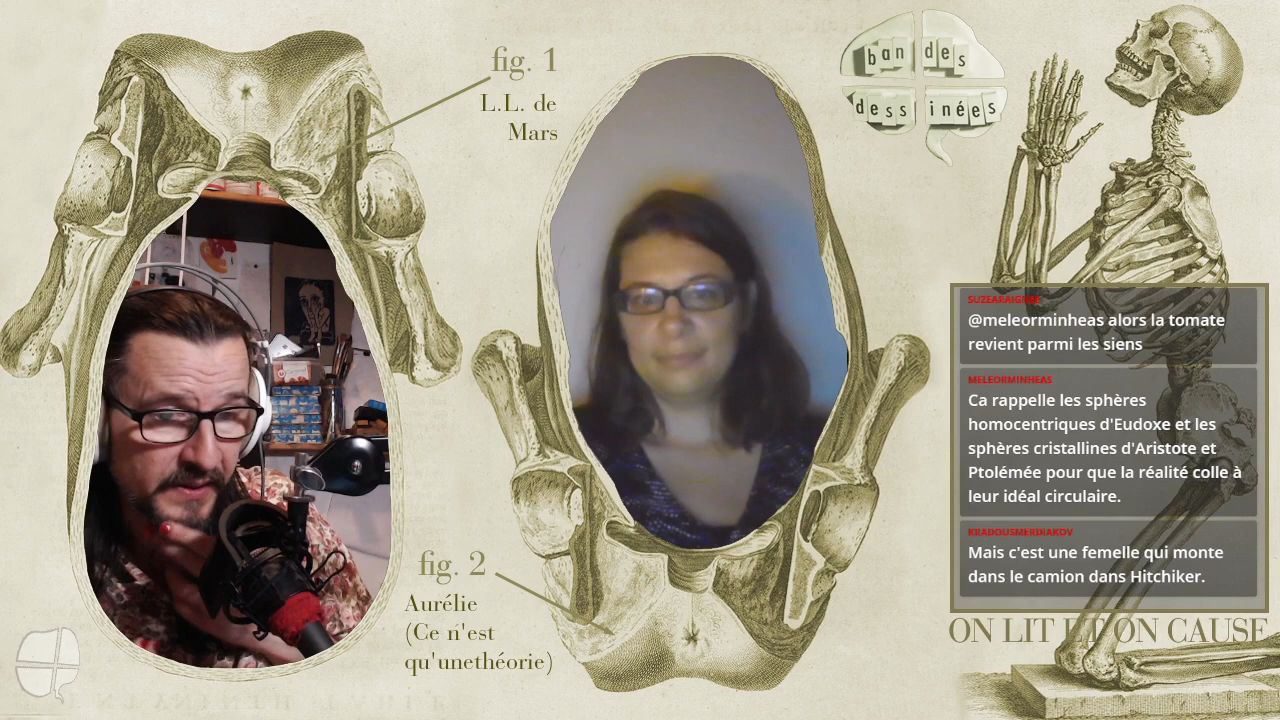 fig. 1
L.L. de
Mars
ban des
dess inées
SUZEARAIGNEE
@meleorminheas alors la tomate
revient parmi les siens
MELEORMINHEAS
Ca rappelle les sphères
homocentriques d'Eudoxe et les
sphères cristallines d'Aristote et
Ptolémée pour que la réalité colle à
leur idéal circulaire.
KRADOUSMERDIAKOV
Mais c'est une femelle qui monte
dans le camion dans Hitchiker.
fig. 2
Aurélie
(Ce n'est
qu'unethéorie)
ON LIT ET ON CAUSE